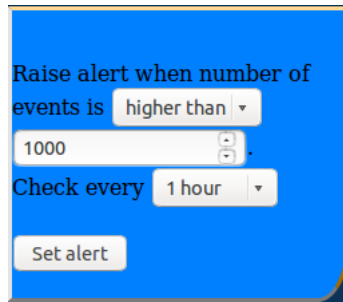 Raise alert when number of
events is higher than
1000.
Check every 1 hour
Set alert